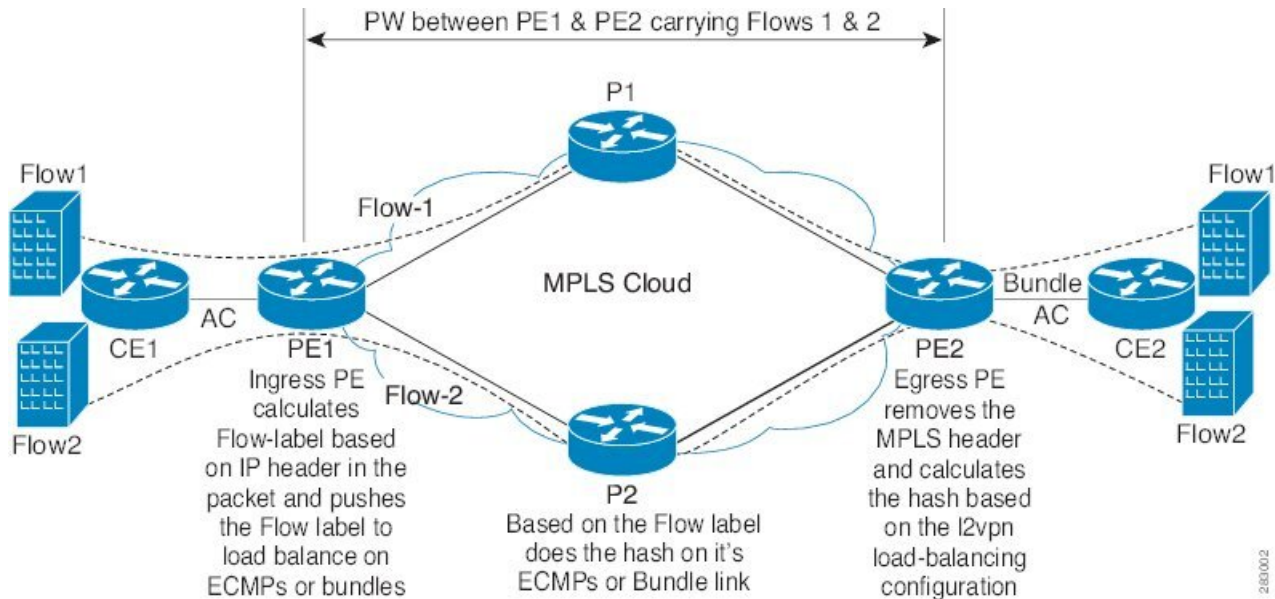 PW between PE1 & PE2 carrying Flows 1 & 2
P1
Flow1
Flow1
Flow-1
MPLS Cloud
Bundle
AC
AC
CE1
PE1
PE2
CE2
Flow-2
Flow2
Flow2
Ingress PE
calculates
Flow-label based
on IP header in the
packet and pushes
the Flow label to
load balance on
ECMPs or bundles
P2
Based on the Flow label
does the hash on it's
ECMPs or Bundle link
Egress PE
removes the
MPLS header
and calculates
the hash based
on the l2vpn
load-balancing
configuration
283002